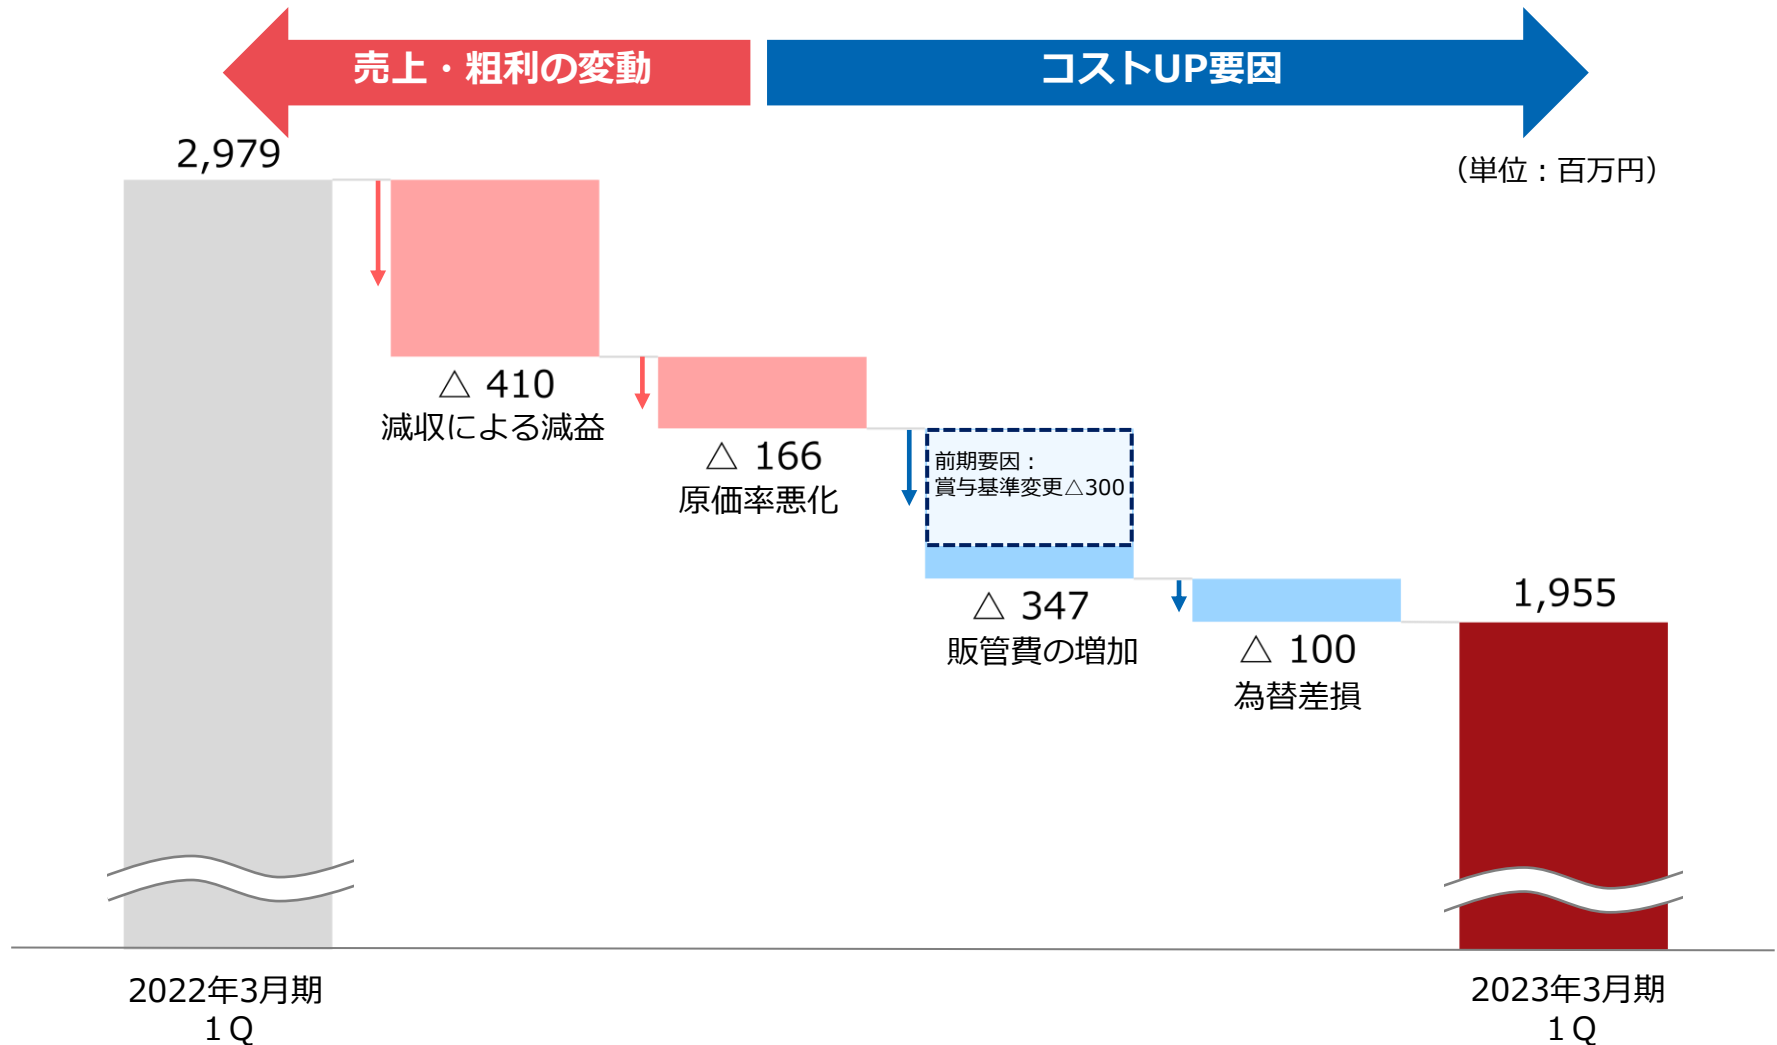 売上・粗利の変動
コストUP要因
2,979
（単位：百万円）
△ 410
減収による減益
△ 166
原価率悪化
前期要因：
賞与基準変更△300
△ 347
販管費の増加
△ 100
為替差損
1,955
2022年3月期
１Q
2023年3月期
１Q